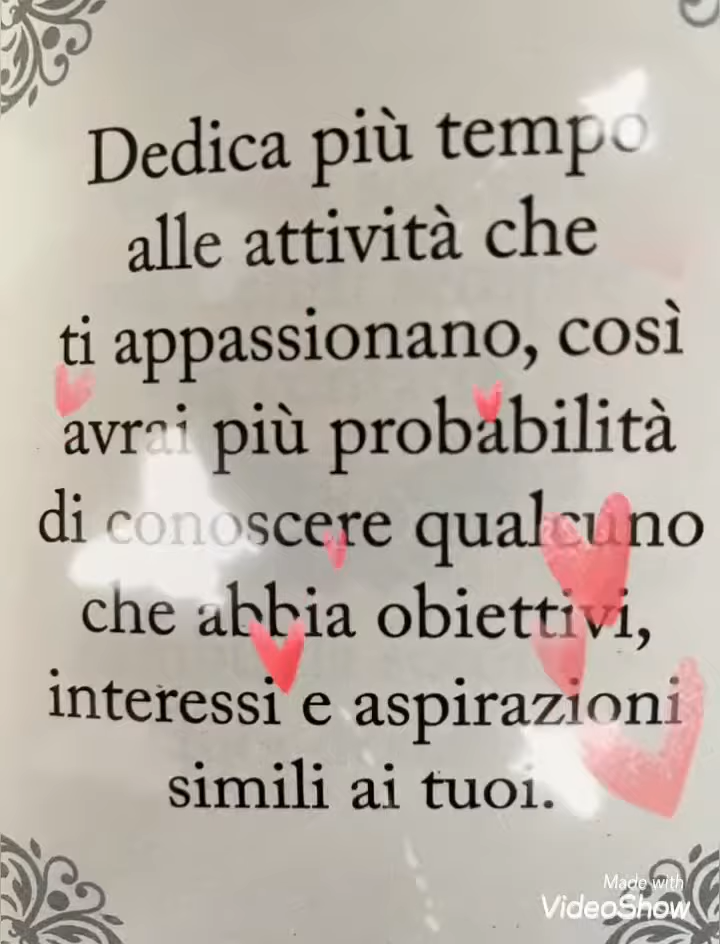 Dedica più tempo
alle attività che
ti appassionano, così
avrai più probabilità
di conoscere qualcuno
che abbia obiettivi,
interessi e aspirazioni
simili ai tuoi.
Made with
VideoShow